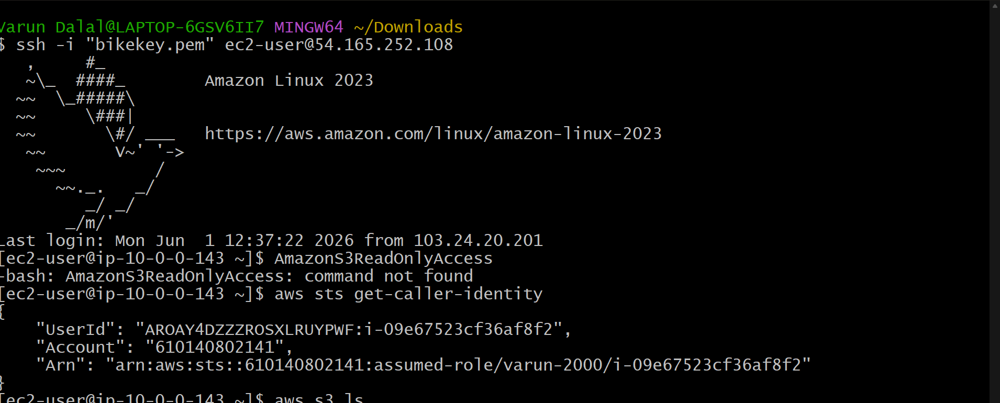 Varun Dalal@LAPTOP-6GSV6II7 MINGW64 ~/Downloads
$ ssh -i "bikekey.pem" ec2-user@54.165.252.108
   ,     #_
   ~\_  ####_        Amazon Linux 2023
  ~~  \_#####\
  ~~     \###|
  ~~       \#/ ___   https://aws.amazon.com/linux/amazon-linux-2023
   ~~       V~' '->
    ~~~         /
      ~~._.   _/
         _/ _/
       _/m/'
Last login: Mon Jun  1 12:37:22 2026 from 103.24.20.201
[ec2-user@ip-10-0-0-143 ~]$ AmazonS3ReadOnlyAccess
-bash: AmazonS3ReadOnlyAccess: command not found
[ec2-user@ip-10-0-0-143 ~]$ aws sts get-caller-identity
{
    "UserId": "AROAY4DZZZROSXLRUYPWF:i-09e67523cf36af8f2",
    "Account": "610140802141",
    "Arn": "arn:aws:sts::610140802141:assumed-role/varun-2000/i-09e67523cf36af8f2"
}
[ec2-user@ip-10-0-0-143 ~]$ aws s3 ls